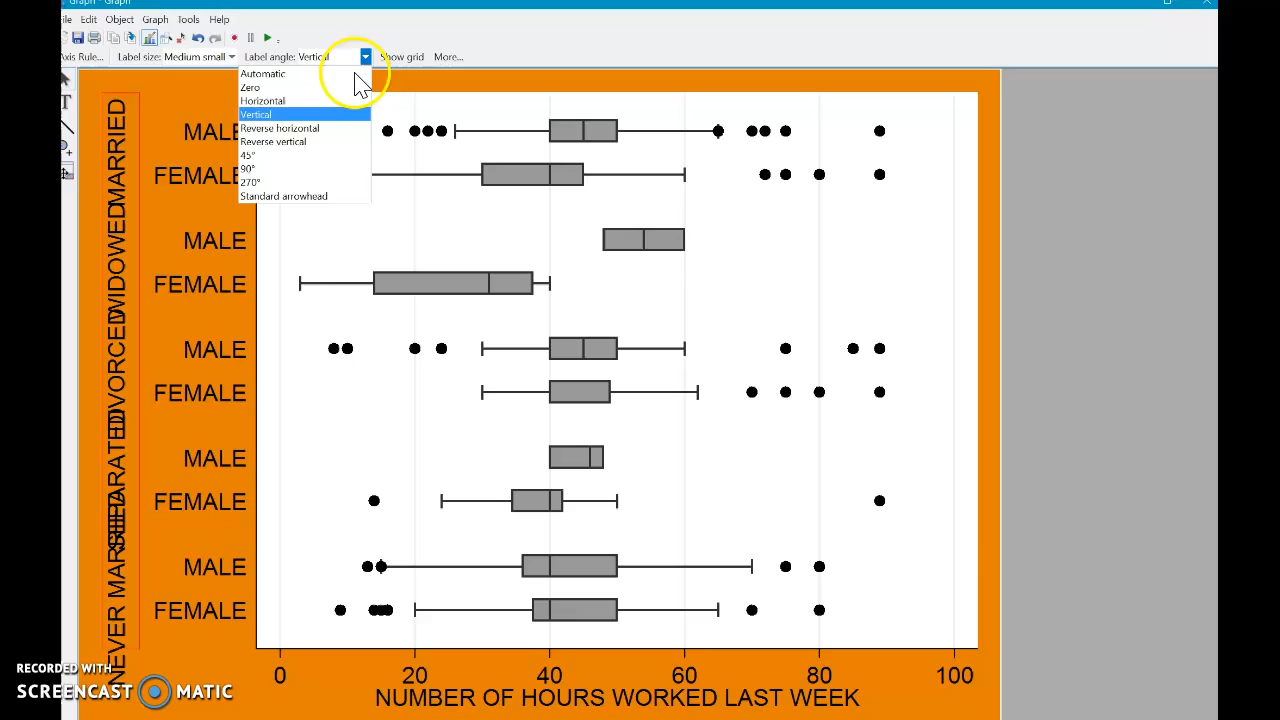 Graph - Graph
File Edit Object Graph Tools Help
Axis Rule... Label size: Medium small Label angle: Vertical Show grid More...
Automatic
Zero
Horizontal
Vertical
Reverse horizontal
Reverse vertical
45°
90°
270°
Standard arrowhead
T
MARRIED
MALE
FEMALE
WIDOWED
MALE
FEMALE
DIVORCED
MALE
FEMALE
SEPARATED
MALE
FEMALE
NEVER MARRIED
MALE
FEMALE
0 20 40 60 80 100
NUMBER OF HOURS WORKED LAST WEEK
RECORDED WITH
SCREENCAST MATIC